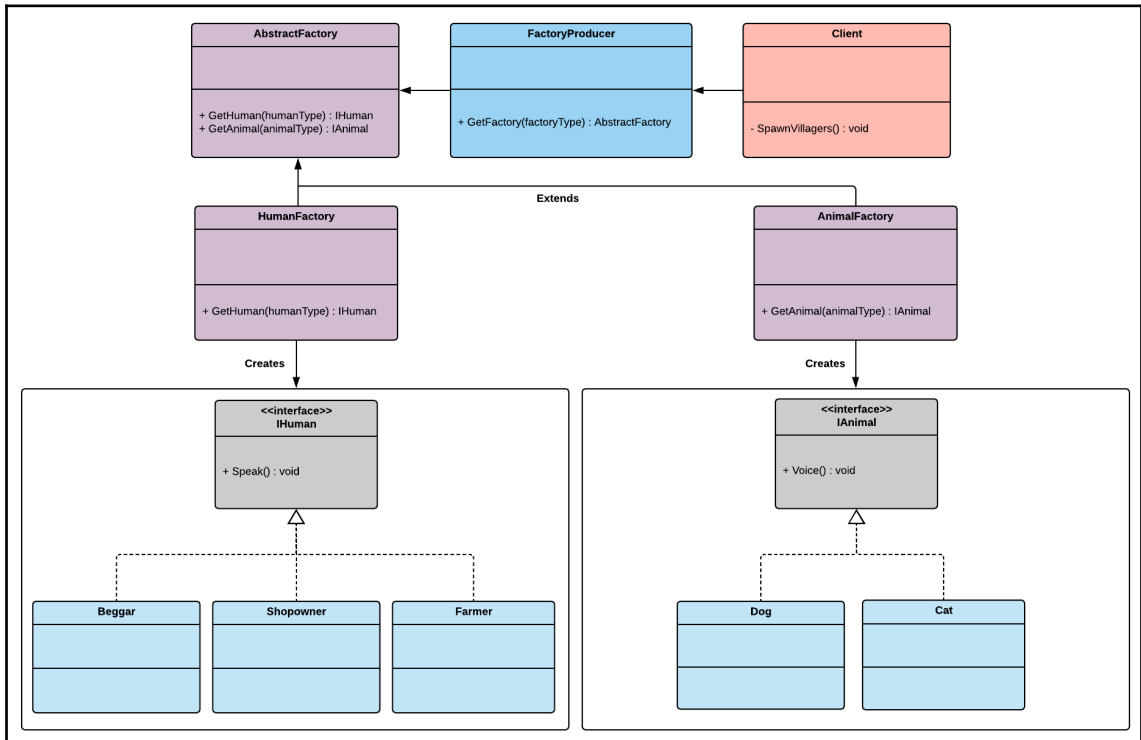 AbstractFactory
+ GetHuman(humanType) : IHuman
+ GetAnimal(animalType) : IAnimal
FactoryProducer
+ GetFactory(factoryType) : AbstractFactory
Client
- SpawnVillagers() : void
Extends
HumanFactory
+ GetHuman(humanType) : IHuman
AnimalFactory
+ GetAnimal(animalType) : IAnimal
Creates
Creates
<<interface>>
IHuman
+ Speak() : void
<<interface>>
IAnimal
+ Voice() : void
Beggar
Shopowner
Farmer
Dog
Cat